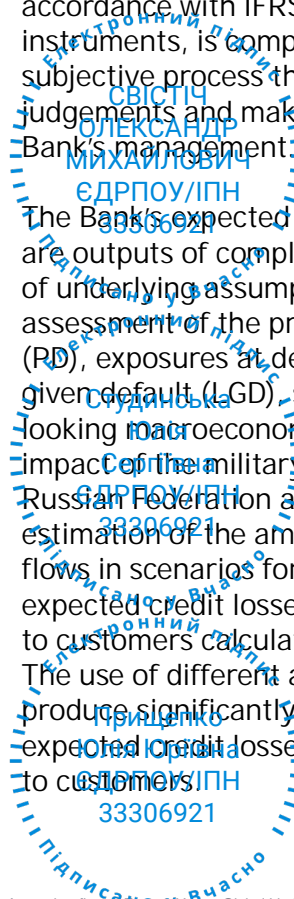 accordance with IFRS
instruments, is comp
subjective process th
judgements and mak
Bank's management.
The Bank's expected
are outputs of compl
of underlying assump
assessment of the pr
(PD), exposures at de
given default (LGD),
looking macroecono
impact of the military
Russian Federation a
estimation of the am
flows in scenarios for
expected credit losse
to customers calcula
The use of different a
produce significantly
expected credit losse
to customers.
Електронний підпис
СВІСТІЧ
ОЛЕКСАНДР
МИХАЙЛОВИЧ
ЄДРПОУ/ІПН
33306921
Підписано у Вчасно
Електронний підпис
Студинська
Юлія
Сергіївна
ЄДРПОУ/ІПН
33306921
Підписано у Вчасно
Електронний підпис
Прищепко
Юлія Юріївна
ЄДРПОУ/ІПН
33306921
Підписано у Вчасно